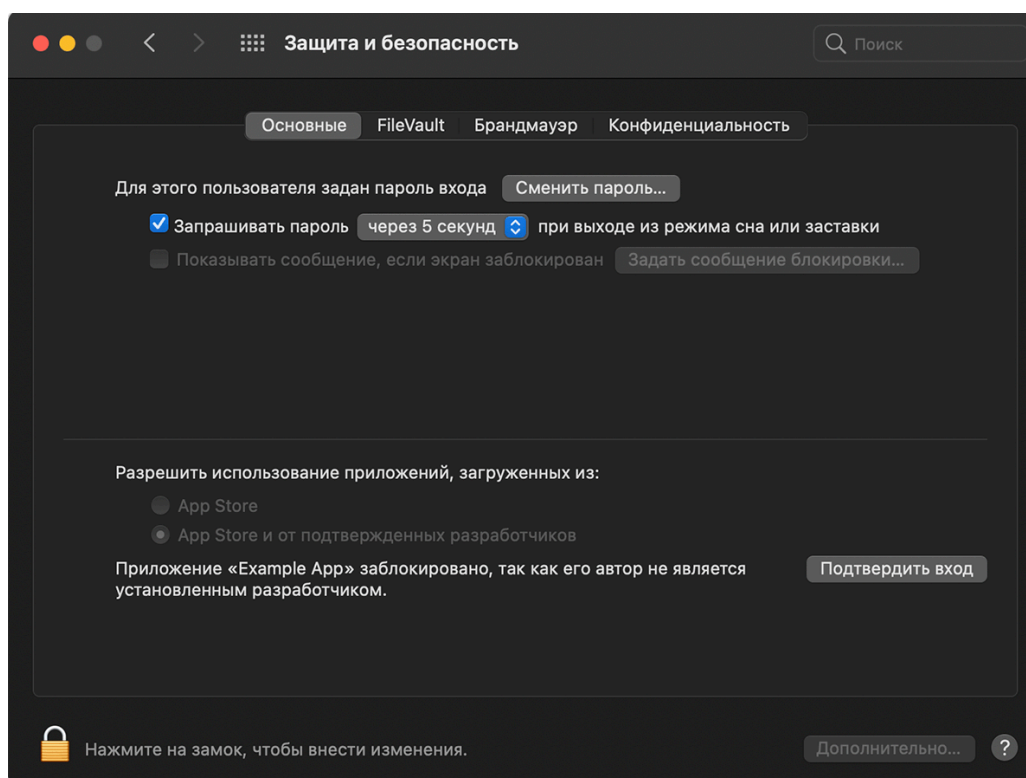 Защита и безопасность
Поиск
Основные FileVault Брандмауэр Конфиденциальность
Для этого пользователя задан пароль входа Сменить пароль...
Запрашивать пароль через 5 секунд при выходе из режима сна или заставки
Показывать сообщение, если экран заблокирован Задать сообщение блокировки...
Разрешить использование приложений, загруженных из:
App Store
App Store и от подтвержденных разработчиков
Приложение «Example App» заблокировано, так как его автор не является
установленным разработчиком.
Подтвердить вход
Нажмите на замок, чтобы внести изменения.
Дополнительно...
?